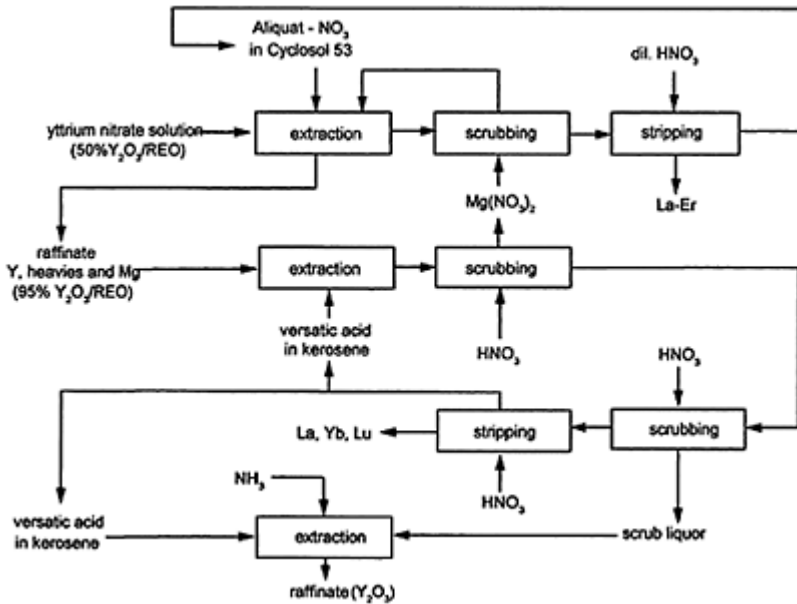 Aliquat - NO₃
in Cyclosol 53
dil. HNO₃
yttrium nitrate solution
(50%Y₂O₃/REO)
extraction
scrubbing
stripping
Mg(NO₃)₂
La-Er
raffinate
Y, heavies and Mg
(95% Y₂O₃/REO)
extraction
scrubbing
versatic acid
in kerosene
HNO₃
HNO₃
La, Yb, Lu
stripping
scrubbing
NH₃
HNO₃
versatic acid
in kerosene
extraction
scrub liquor
raffinate (Y₂O₃)